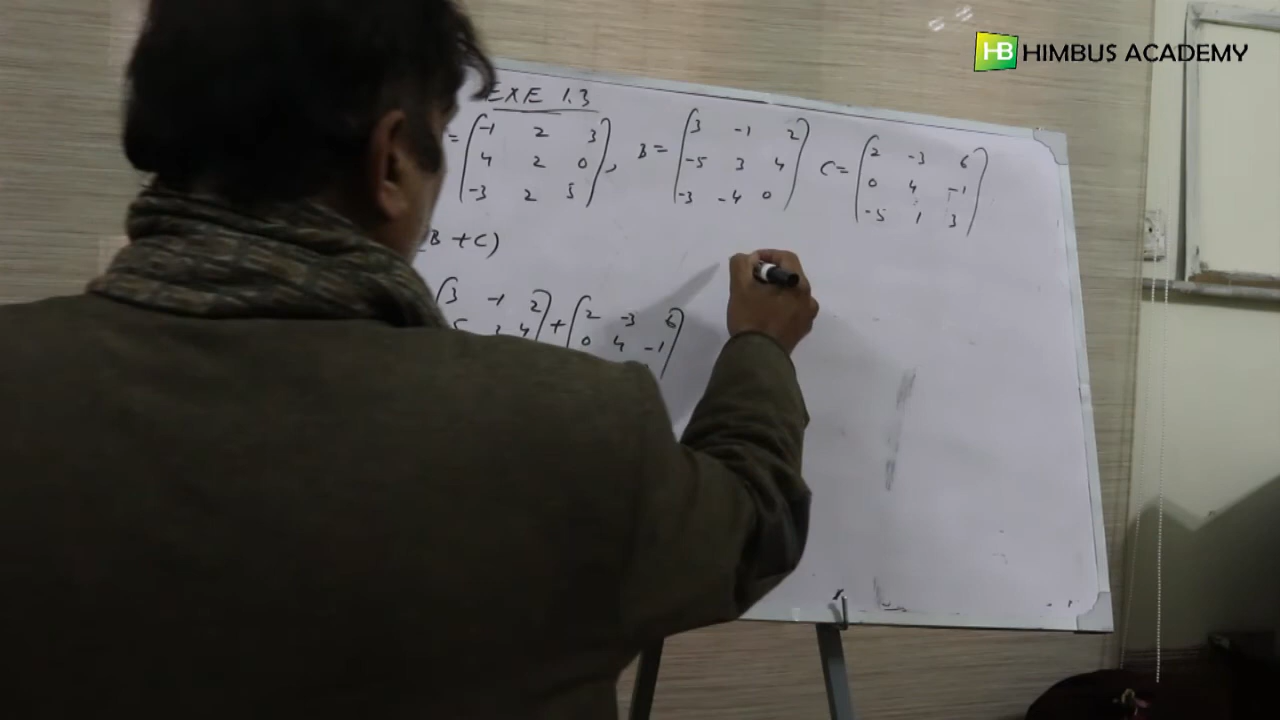 HB HIMBUS ACADEMY
EXE 1.3
= (-1 2 3), B = (3 -1 2) C = (2 -3 6)
4 2 0 -5 3 4 0 4 -1
-3 2 5 -3 -4 0 -5 1 3
B + C)
(3 -1 2) + (2 -3 6)
4 0 4 -1